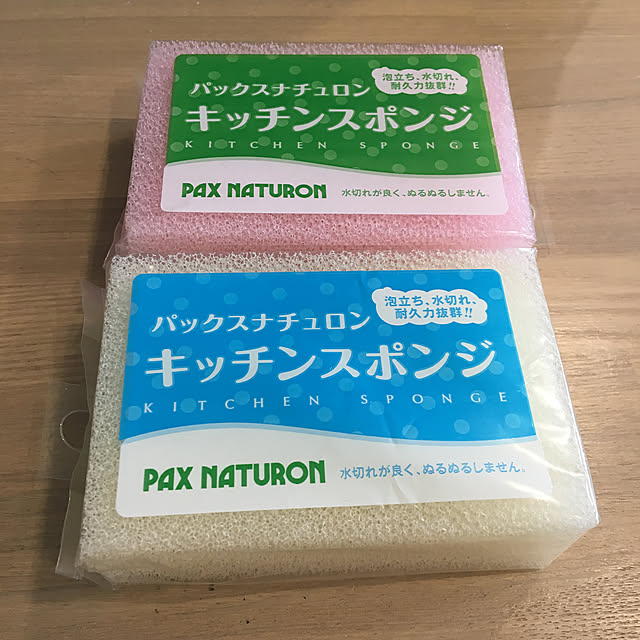 泡立ち、水切れ、
耐久力抜群!!
パックスナチュロン
キッチンスポンジ
KITCHEN SPONGE
PAX NATURON 水切れが良く、ぬるぬるしません。
泡立ち、水切れ、
耐久力抜群!!
パックスナチュロン
キッチンスポンジ
KITCHEN SPONGE
PAX NATURON 水切れが良く、ぬるぬるしません。